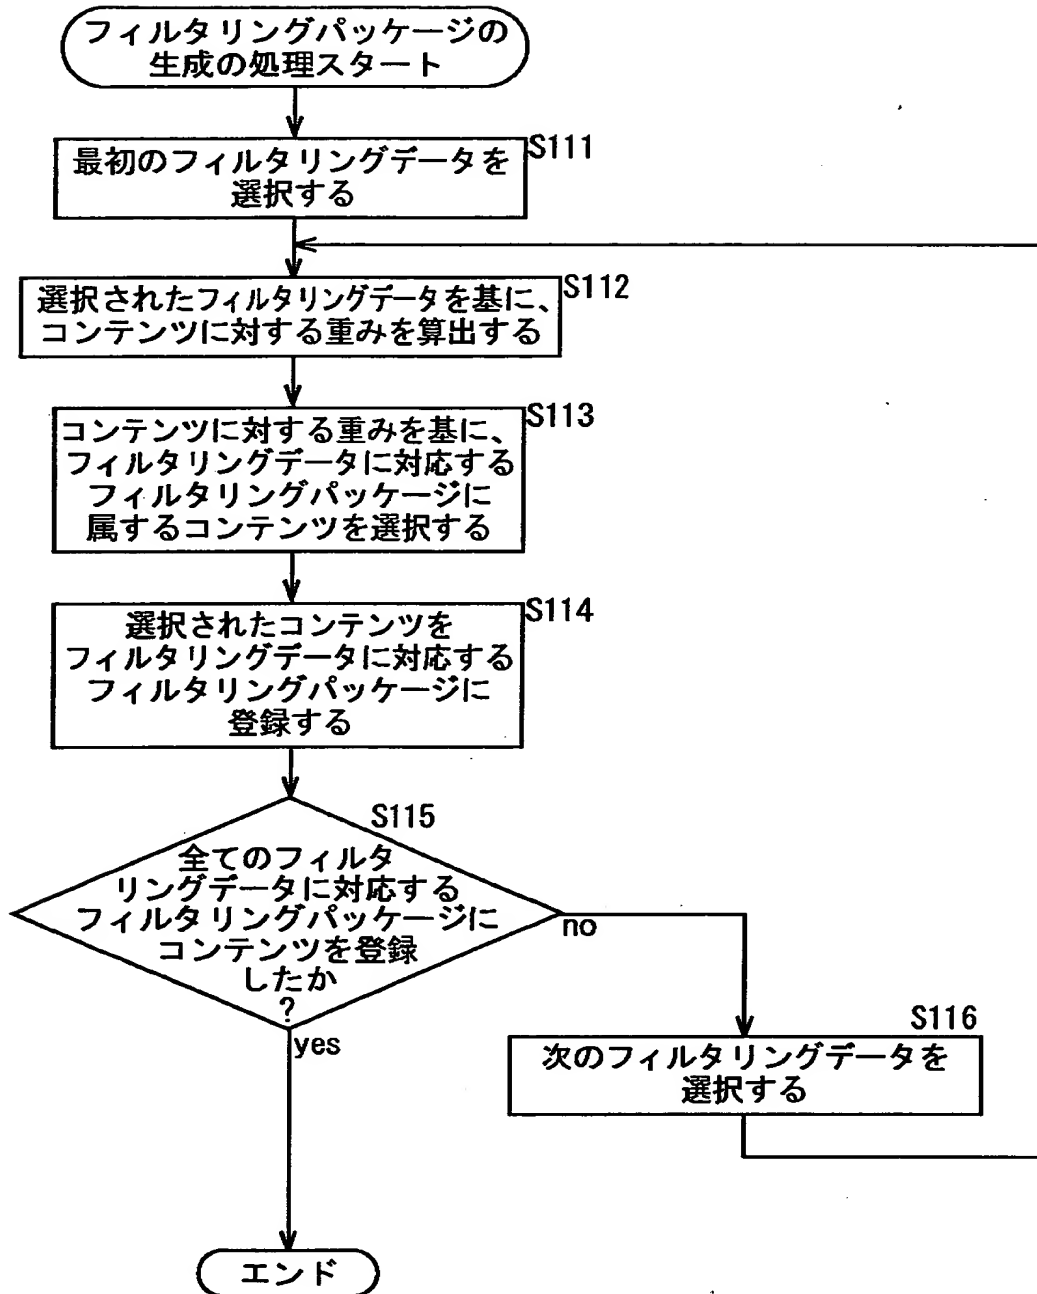 フィルタリングパッケージの
生成の処理スタート
S111
最初のフィルタリングデータを
選択する
S112
選択されたフィルタリングデータを基に、
コンテンツに対する重みを算出する
S113
コンテンツに対する重みを基に、
フィルタリングデータに対応する
フィルタリングパッケージに
属するコンテンツを選択する
S114
選択されたコンテンツを
フィルタリングデータに対応する
フィルタリングパッケージに
登録する
S115
全てのフィルタ
リングデータに対応する
フィルタリングパッケージに
コンテンツを登録
したか
?
no
yes
S116
次のフィルタリングデータを
選択する
エンド